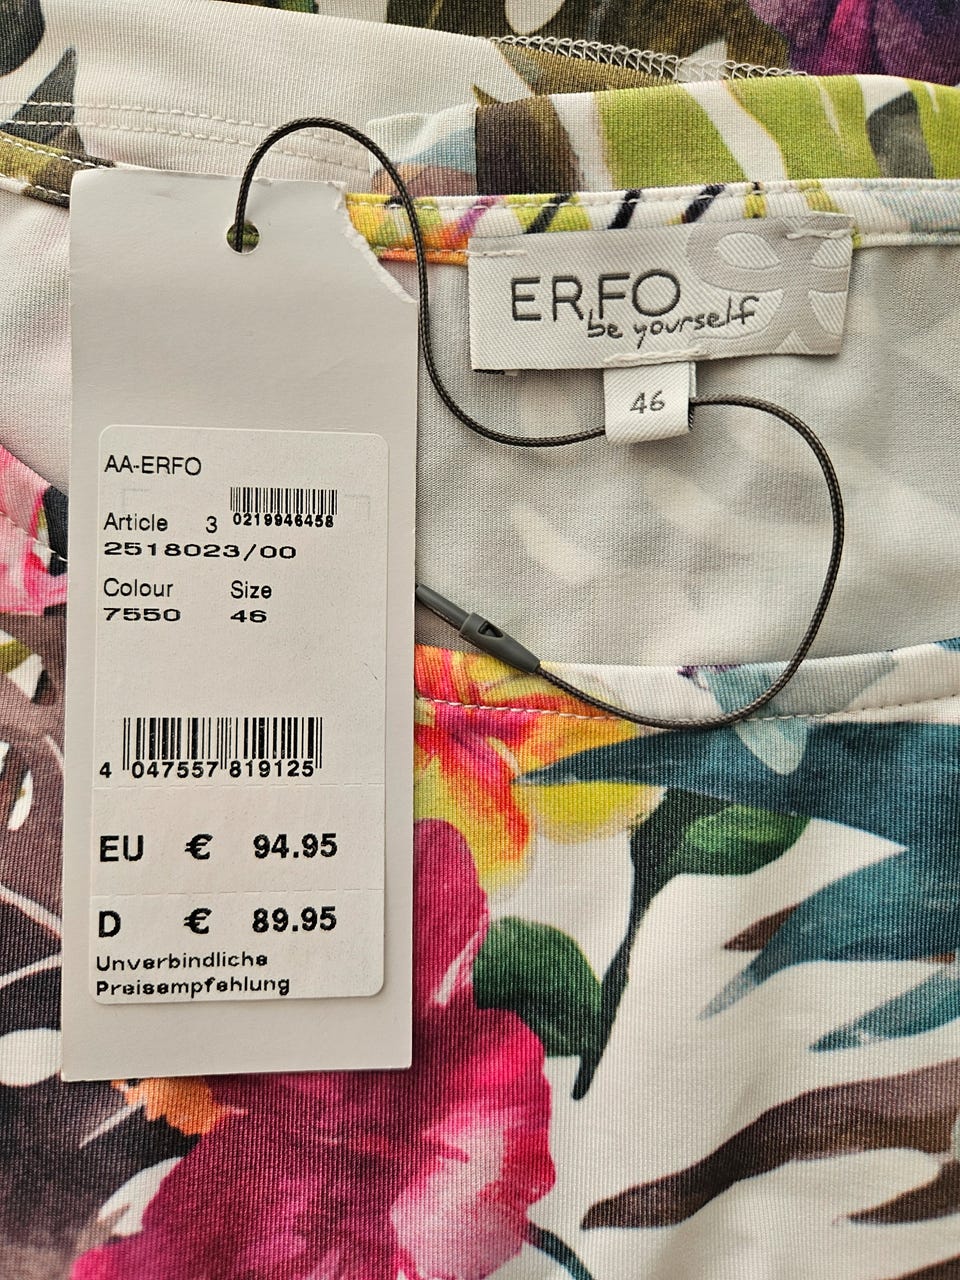 ERFO
be yourself
46
AA-ERFO
Article 3 0219946458
2518023/00
Colour Size
7550 46
4 047557 819125
EU € 94.95
D € 89.95
Unverbindliche
Preisempfehlung